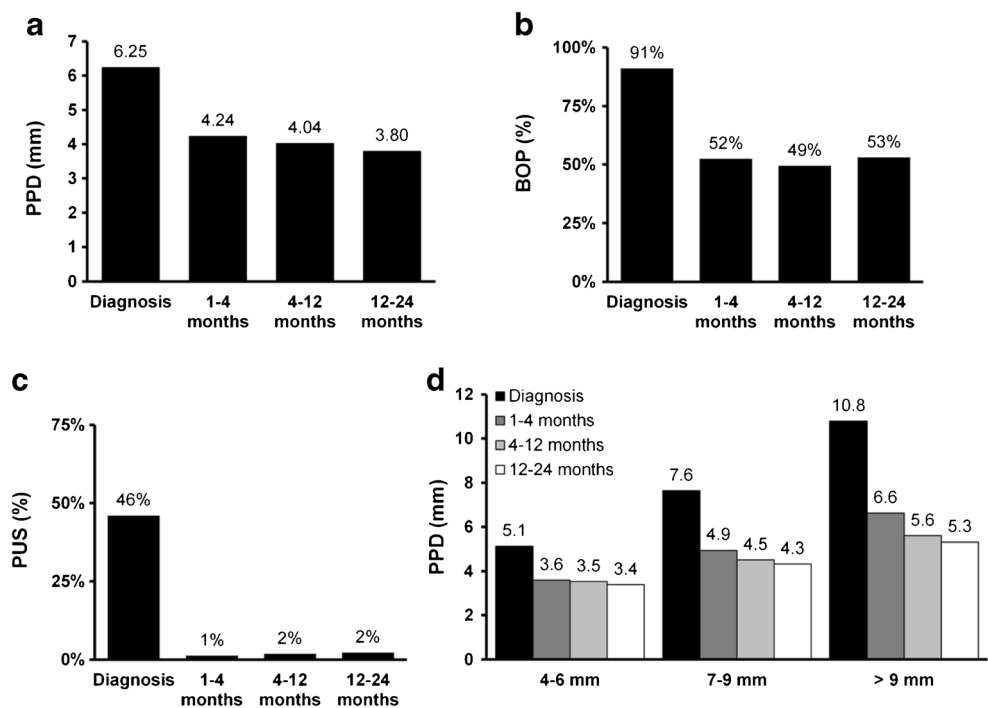 a
PPD (mm)
7
6
5
4
3
2
1
0
6.25
4.24
4.04
3.80
Diagnosis
1-4
months
4-12
months
12-24
months
b
BOP (%)
100%
75%
50%
25%
0%
91%
52%
49%
53%
Diagnosis
1-4
months
4-12
months
12-24
months
c
PUS (%)
75%
50%
25%
0%
46%
1%
2%
2%
Diagnosis
1-4
months
4-12
months
12-24
months
d
PPD (mm)
12
10
8
6
4
2
0
Diagnosis
1-4 months
4-12 months
12-24 months
5.1
3.6
3.5
3.4
7.6
4.9
4.5
4.3
10.8
6.6
5.6
5.3
4-6 mm
7-9 mm
> 9 mm